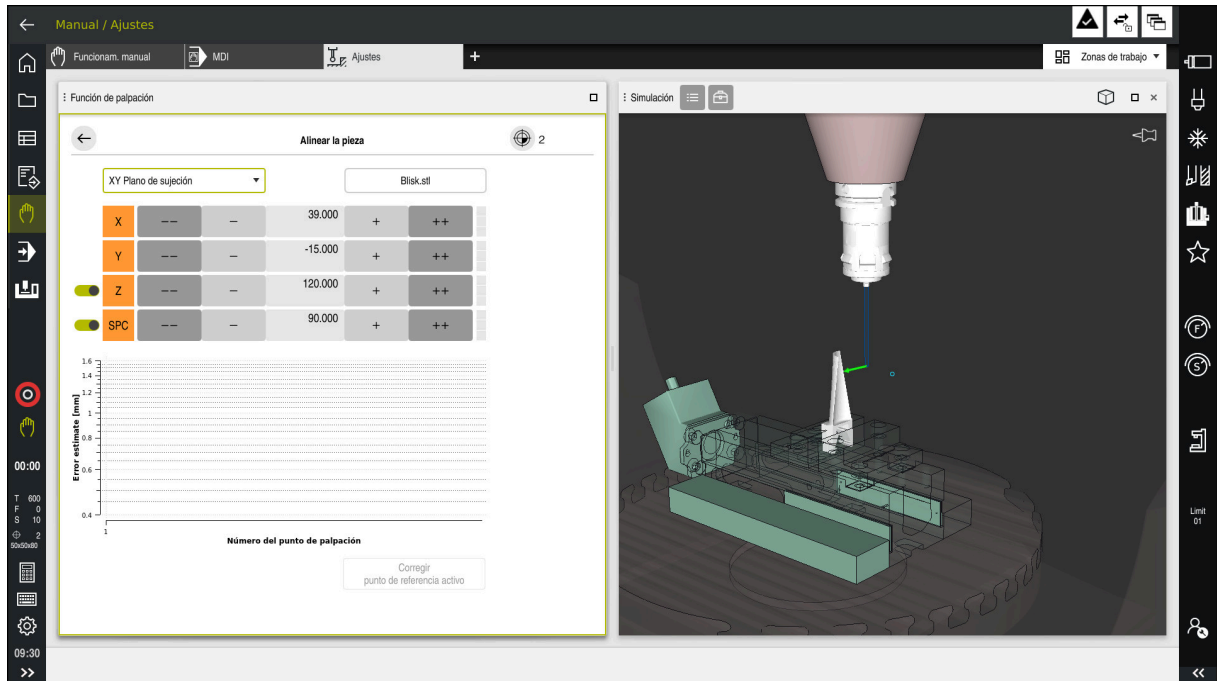 Manual / Ajustes
Funcionam. manual
MDI
Ajustes
+
Zonas de trabajo
Función de palpación
Alinear la pieza
2
XY Plano de sujeción
Blisk.stl
X -- - 39.000 + ++
Y -- - -15.000 + ++
Z -- - 120.000 + ++
SPC -- - 90.000 + ++
Error estimate [mm]
1.6
1.4
1.2
1
0.8
0.6
0.4
1
Número del punto de palpación
Corregir
punto de referencia activo
Simulación
00:00
T 600
F 0
S 10
2
50x50x80
09:30
F
S
Limit
01